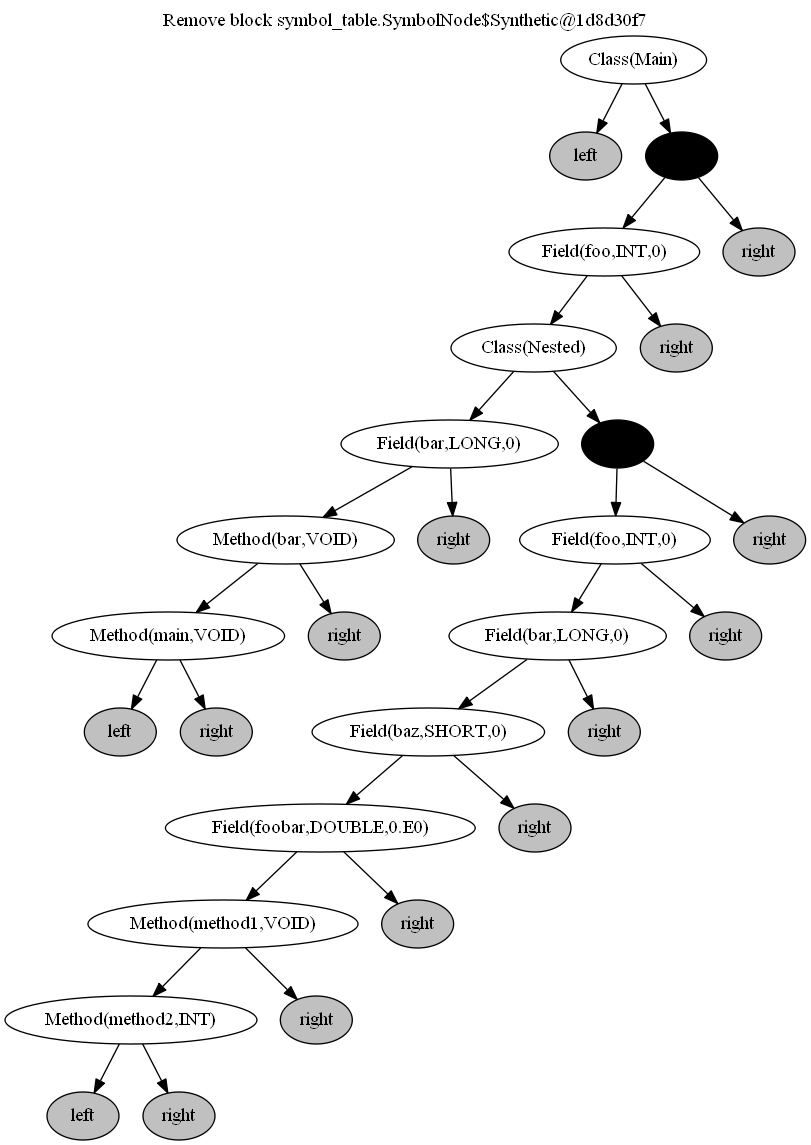 Remove block symbol_table.SymbolNode$Synthetic@1d8d30f7
Class(Main)
left
Field(foo,INT,0)
right
Class(Nested)
right
Field(bar,LONG,0)
Method(bar,VOID)
right
Field(foo,INT,0)
right
Method(main,VOID)
right
Field(bar,LONG,0)
right
left
right
Field(baz,SHORT,0)
right
Field(foobar,DOUBLE,0.E0)
right
Method(method1,VOID)
right
Method(method2,INT)
right
left
right